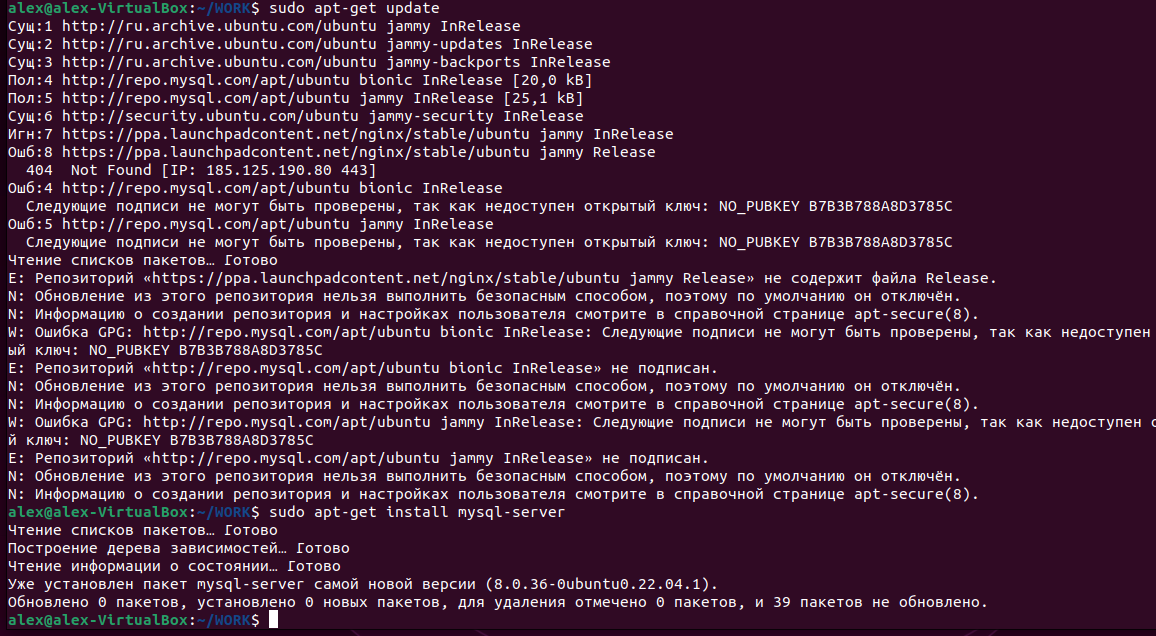 alex@alex-VirtualBox:~/WORK$ sudo apt-get update
Сущ:1 http://ru.archive.ubuntu.com/ubuntu jammy InRelease
Сущ:2 http://ru.archive.ubuntu.com/ubuntu jammy-updates InRelease
Сущ:3 http://ru.archive.ubuntu.com/ubuntu jammy-backports InRelease
Пол:4 http://repo.mysql.com/apt/ubuntu bionic InRelease [20,0 kB]
Пол:5 http://repo.mysql.com/apt/ubuntu jammy InRelease [25,1 kB]
Сущ:6 http://security.ubuntu.com/ubuntu jammy-security InRelease
Игн:7 https://ppa.launchpadcontent.net/nginx/stable/ubuntu jammy InRelease
Ошб:8 https://ppa.launchpadcontent.net/nginx/stable/ubuntu jammy Release
404 Not Found [IP: 185.125.190.80 443]
Ошб:4 http://repo.mysql.com/apt/ubuntu bionic InRelease
Следующие подписи не могут быть проверены, так как недоступен открытый ключ: NO_PUBKEY B7B3B788A8D3785C
Ошб:5 http://repo.mysql.com/apt/ubuntu jammy InRelease
Следующие подписи не могут быть проверены, так как недоступен открытый ключ: NO_PUBKEY B7B3B788A8D3785C
Чтение списков пакетов… Готово
E: Репозиторий «https://ppa.launchpadcontent.net/nginx/stable/ubuntu jammy Release» не содержит файла Release.
N: Обновление из этого репозитория нельзя выполнить безопасным способом, поэтому по умолчанию он отключён.
N: Информацию о создании репозитория и настройках пользователя смотрите в справочной странице apt-secure(8).
W: Ошибка GPG: http://repo.mysql.com/apt/ubuntu bionic InRelease: Следующие подписи не могут быть проверены, так как недоступен
ый ключ: NO_PUBKEY B7B3B788A8D3785C
E: Репозиторий «http://repo.mysql.com/apt/ubuntu bionic InRelease» не подписан.
N: Обновление из этого репозитория нельзя выполнить безопасным способом, поэтому по умолчанию он отключён.
N: Информацию о создании репозитория и настройках пользователя смотрите в справочной странице apt-secure(8).
W: Ошибка GPG: http://repo.mysql.com/apt/ubuntu jammy InRelease: Следующие подписи не могут быть проверены, так как недоступен
й ключ: NO_PUBKEY B7B3B788A8D3785C
E: Репозиторий «http://repo.mysql.com/apt/ubuntu jammy InRelease» не подписан.
N: Обновление из этого репозитория нельзя выполнить безопасным способом, поэтому по умолчанию он отключён.
N: Информацию о создании репозитория и настройках пользователя смотрите в справочной странице apt-secure(8).
alex@alex-VirtualBox:~/WORK$ sudo apt-get install mysql-server
Чтение списков пакетов… Готово
Построение дерева зависимостей… Готово
Чтение информации о состоянии… Готово
Уже установлен пакет mysql-server самой новой версии (8.0.36-0ubuntu0.22.04.1).
Обновлено 0 пакетов, установлено 0 новых пакетов, для удаления отмечено 0 пакетов, и 39 пакетов не обновлено.
alex@alex-VirtualBox:~/WORK$